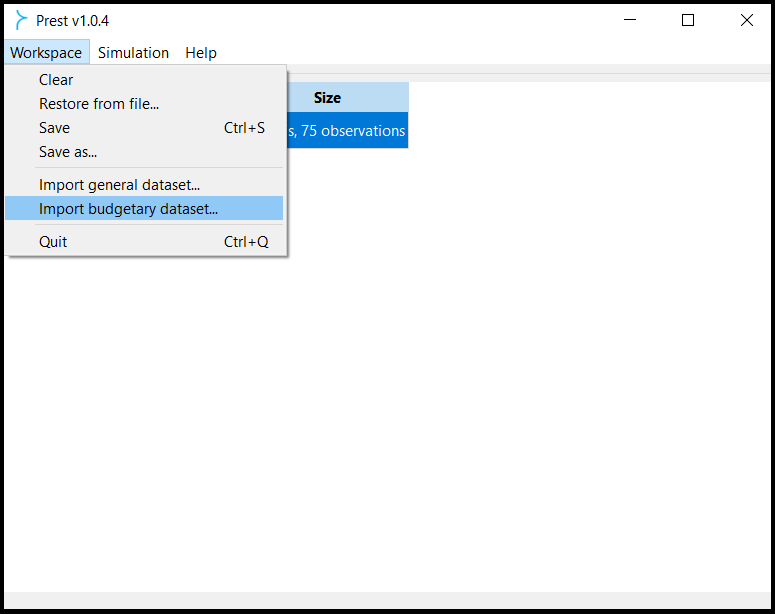 Prest v1.0.4
Workspace Simulation Help
Clear
Restore from file...
Save Ctrl+S
Save as...
Import general dataset...
Import budgetary dataset...
Quit Ctrl+Q
Size
s, 75 observations